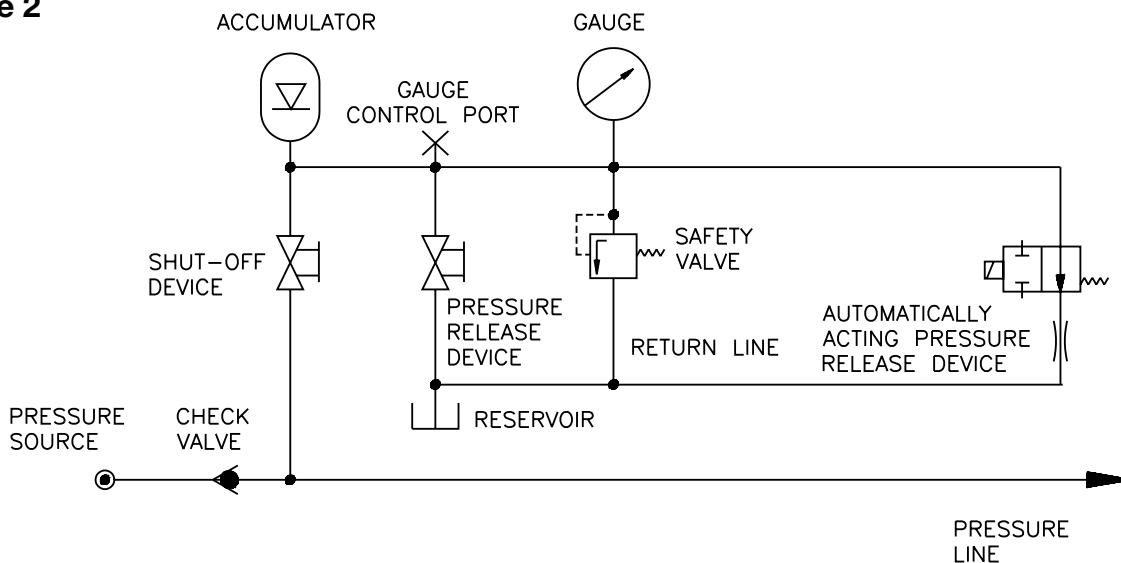 e 2
ACCUMULATOR
GAUGE
GAUGE
CONTROL PORT
SHUT-OFF
DEVICE
PRESSURE
RELEASE
DEVICE
SAFETY
VALVE
RETURN LINE
AUTOMATICALLY
ACTING PRESSURE
RELEASE DEVICE
PRESSURE
SOURCE
CHECK
VALVE
RESERVOIR
PRESSURE
LINE